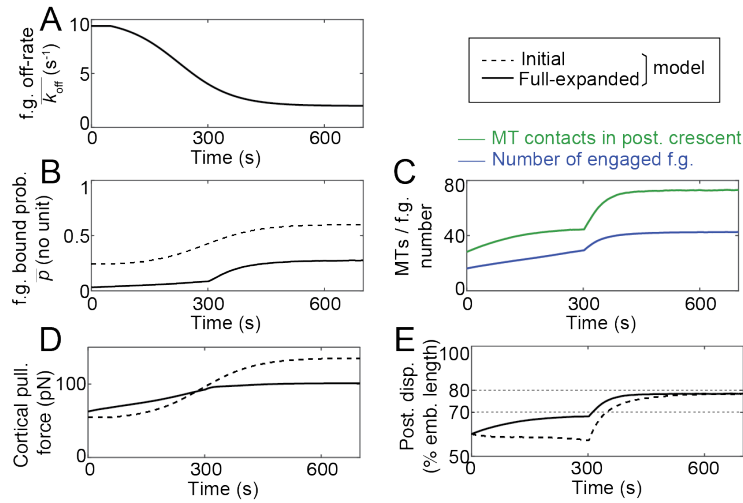 A
f.g. off-rate
k̅off (s⁻¹)
10
5
0
0
300
600
Time (s)
Initial
Full-expanded
model
MT contacts in post. crescent
Number of engaged f.g.
B
f.g. bound prob.
p̅ (no unit)
1
0.5
0
0
300
600
Time (s)
C
MTs / f.g.
number
80
40
0
0
300
600
Time (s)
D
Cortical pull.
force (pN)
100
0
300
600
Time (s)
E
Post. disp.
(% emb. length)
100
80
70
50
0
300
600
Time (s)